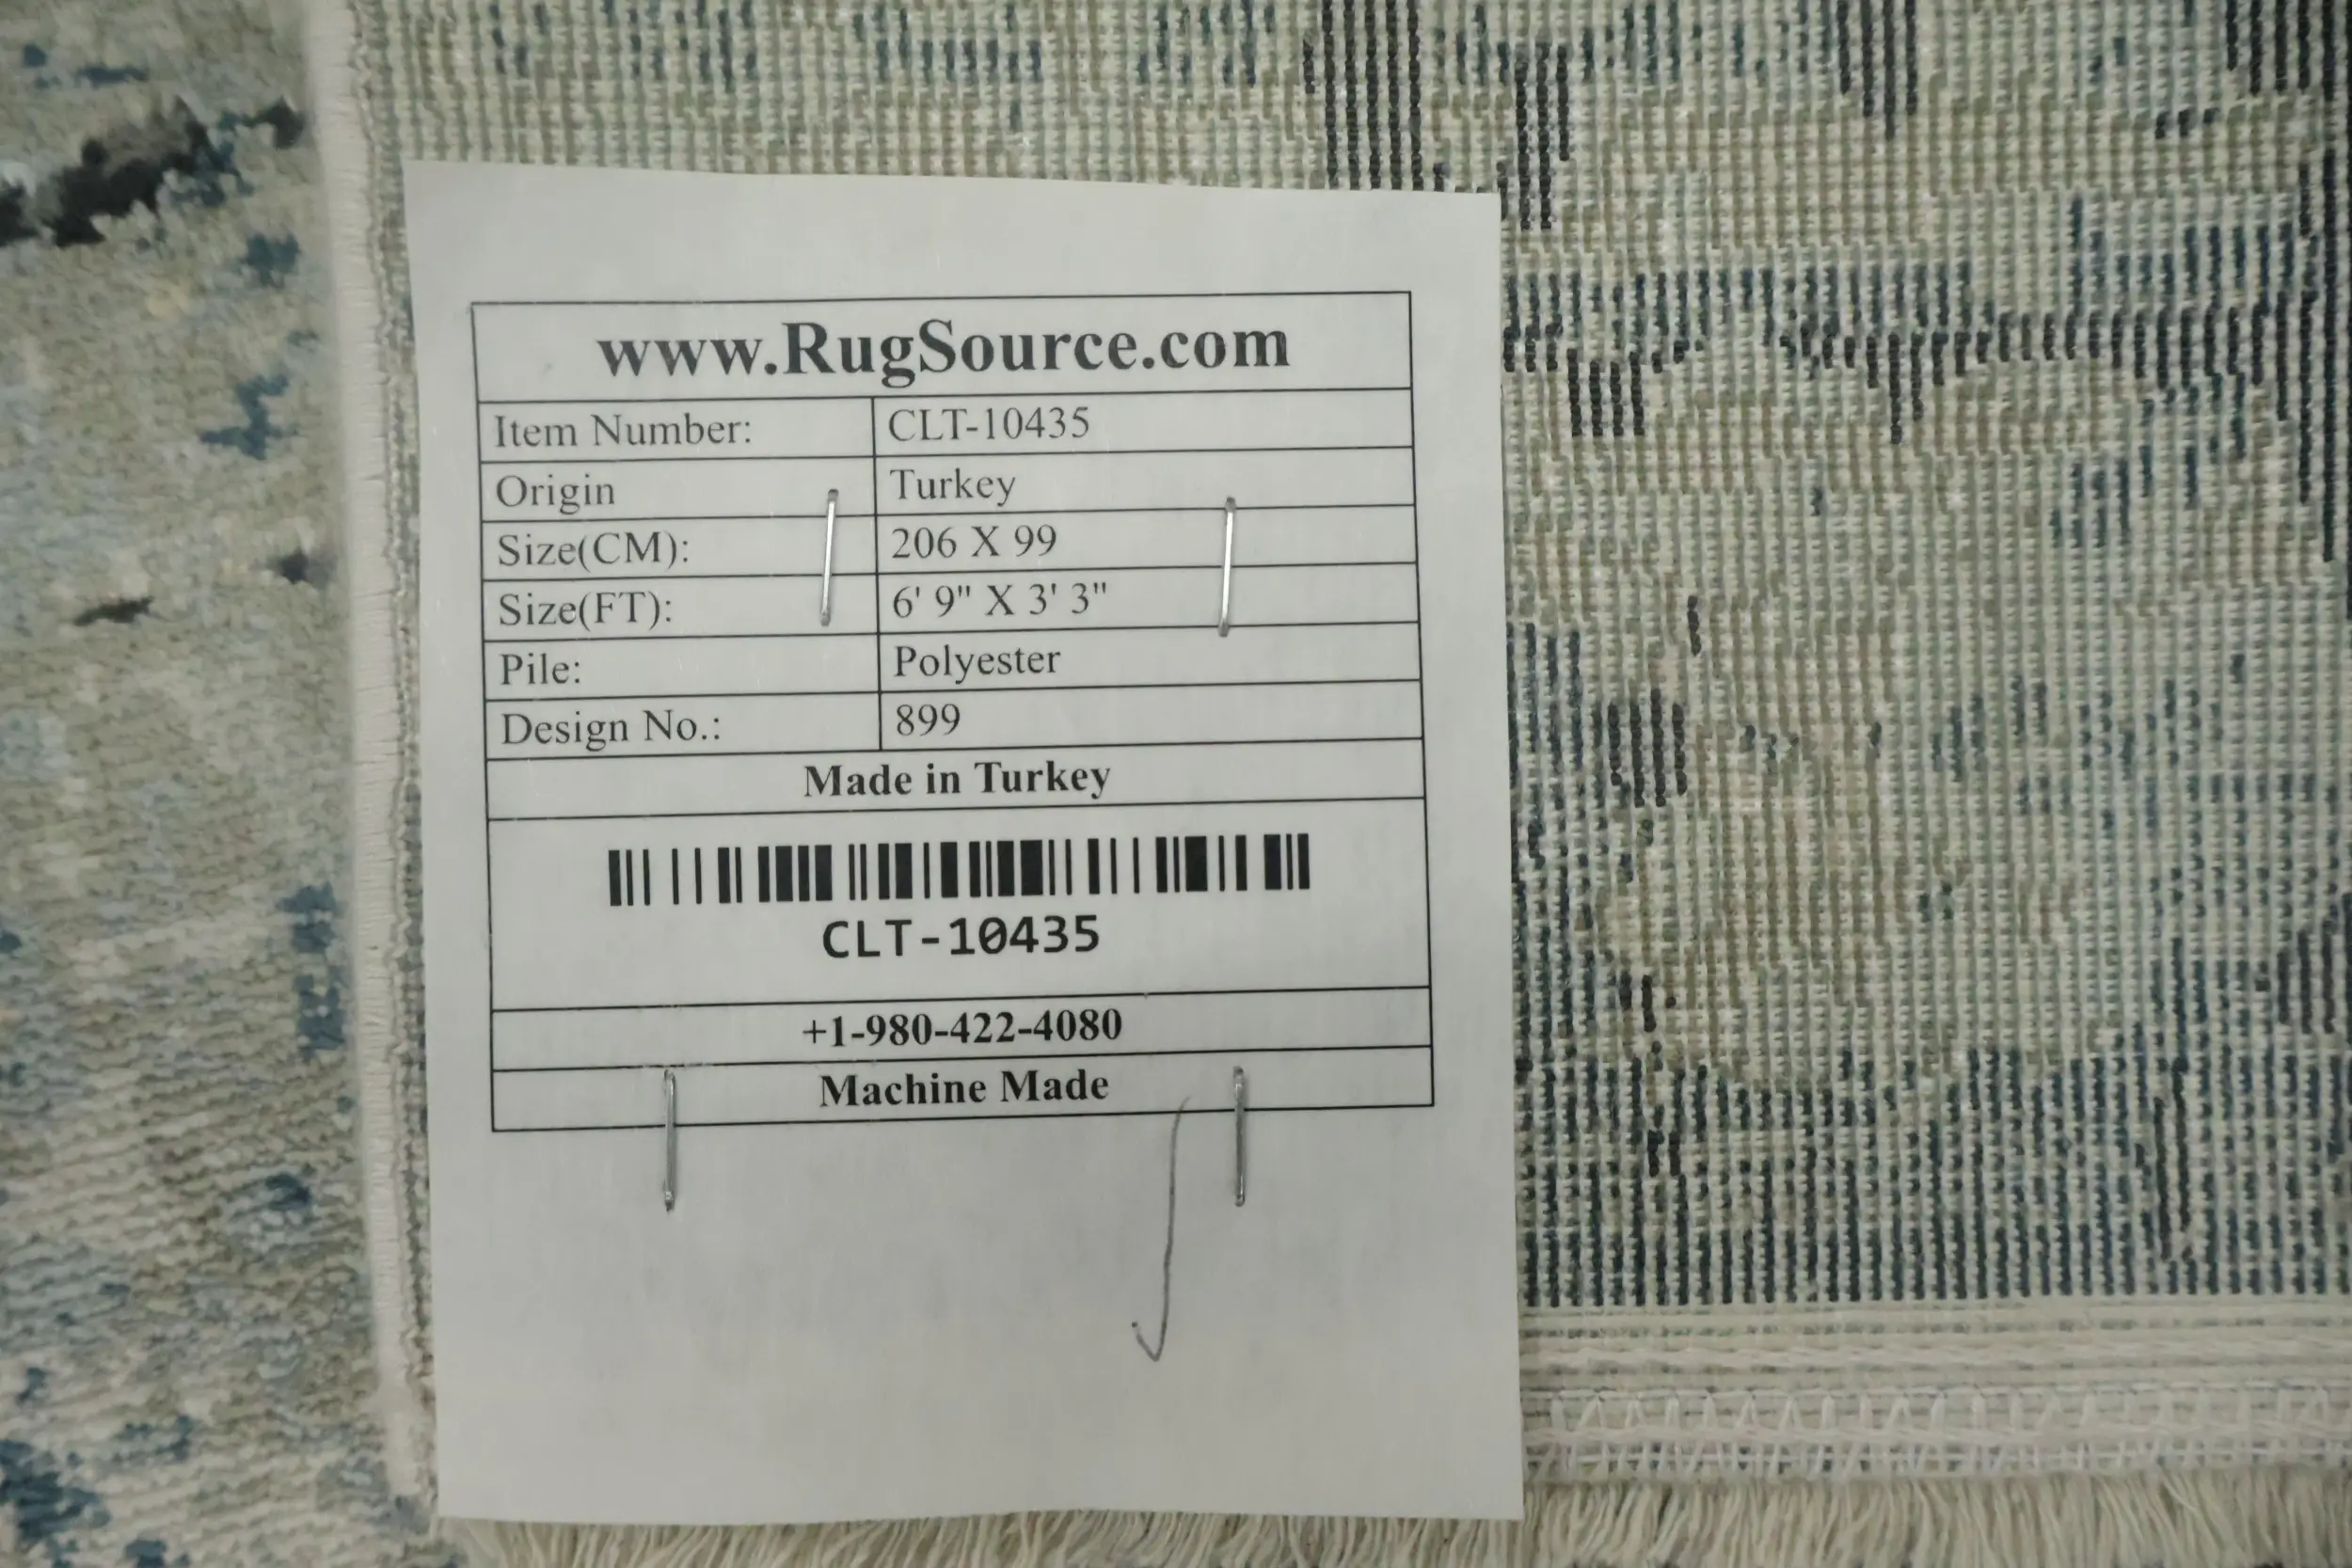 www.RugSource.com
Item Number: CLT-10435
Origin Turkey
Size(CM): 206 X 99
Size(FT): 6' 9" X 3' 3"
Pile: Polyester
Design No.: 899
Made in Turkey
CLT-10435
+1-980-422-4080
Machine Made